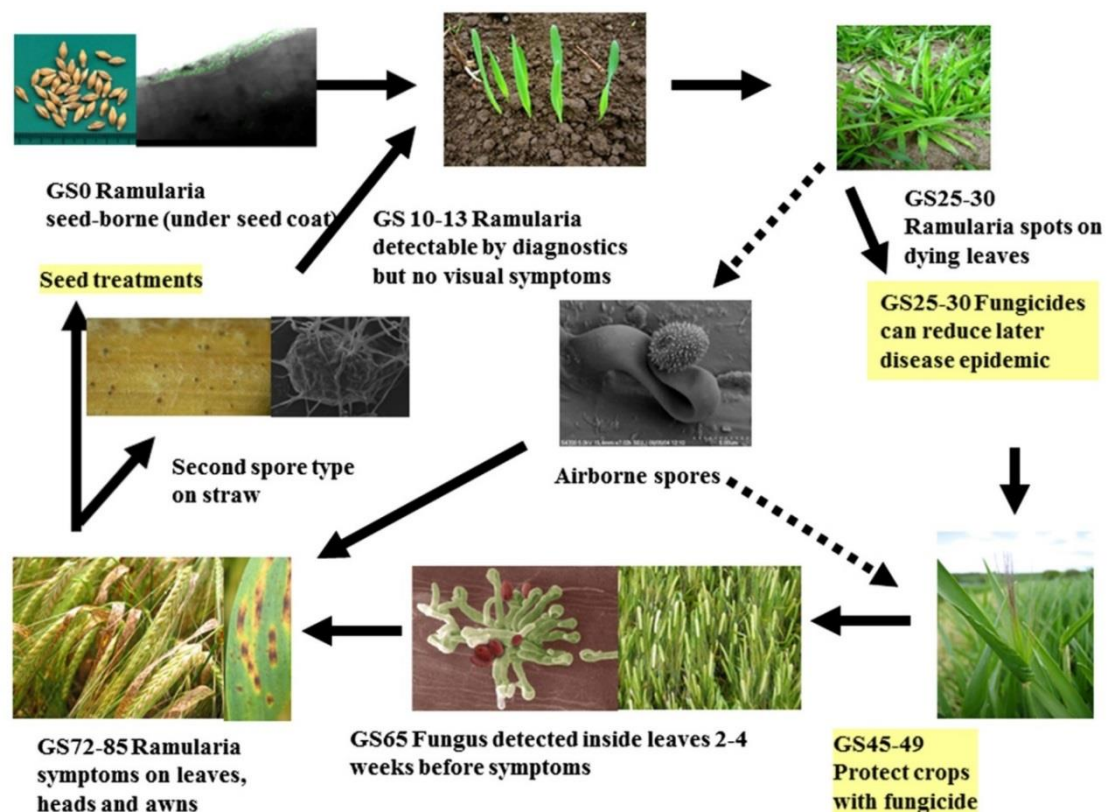 GS0 Ramularia
seed-borne (under seed coat)
GS 10-13 Ramularia
detectable by diagnostics
but no visual symptoms
GS25-30
Ramularia spots on
dying leaves
Seed treatments
GS25-30 Fungicides
can reduce later
disease epidemic
Second spore type
on straw
Airborne spores
GS72-85 Ramularia
symptoms on leaves,
heads and awns
GS65 Fungus detected inside leaves 2-4
weeks before symptoms
GS45-49
Protect crops
with fungicide